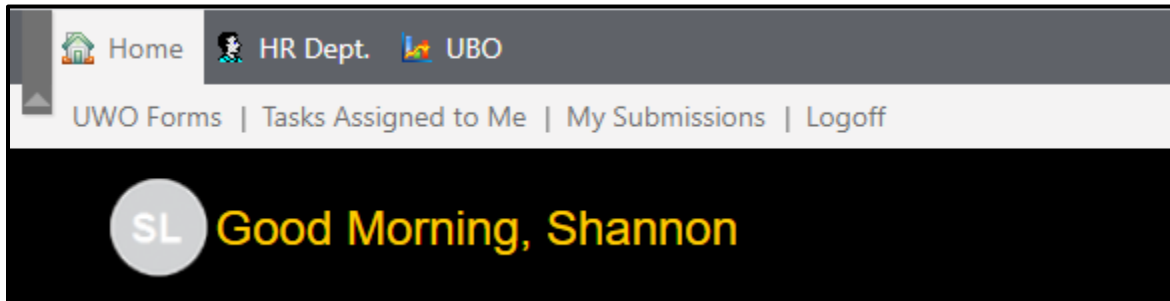 Home HR Dept. UBO
UWO Forms | Tasks Assigned to Me | My Submissions | Logoff
SL Good Morning, Shannon